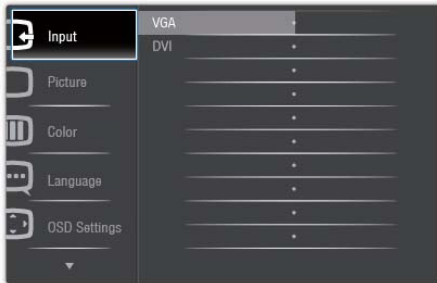 Input
VGA
DVI
Picture
Color
Language
OSD Settings